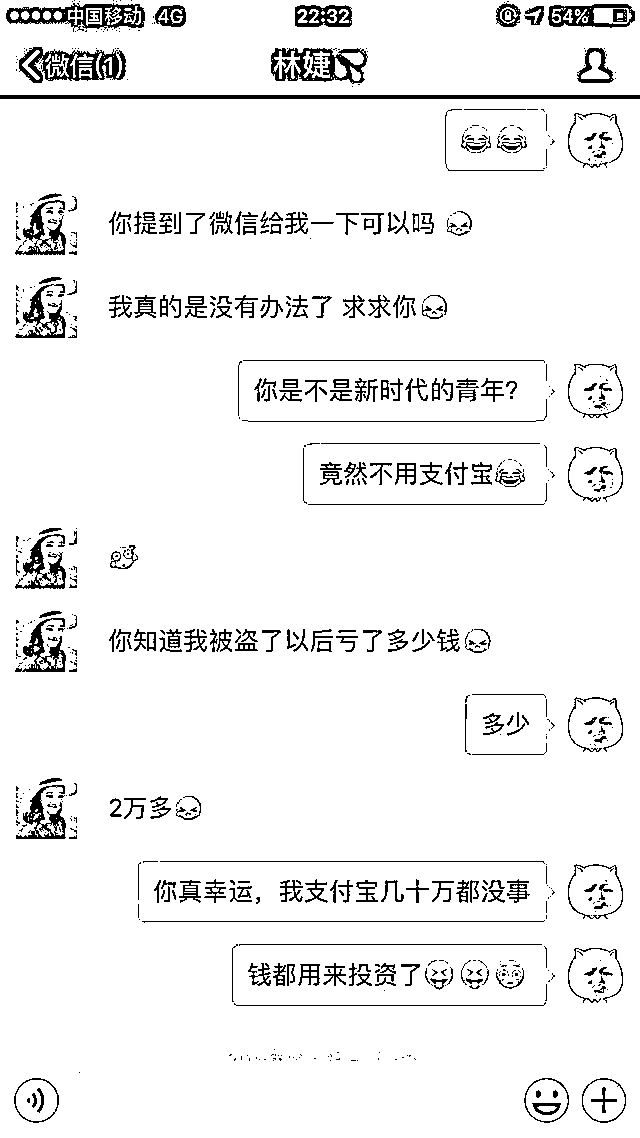 中国移动 4G 22:32 54%
微信(1) 林婕
😂😂
你提到了微信给我一下可以吗
我真的是没有办法了 求求你
你是不是新时代的青年?
竟然不用支付宝😂
你知道我被盗了以后亏了多少钱
多少
2万多
你真幸运，我支付宝几十万都没事
钱都用来投资了😝😝😳